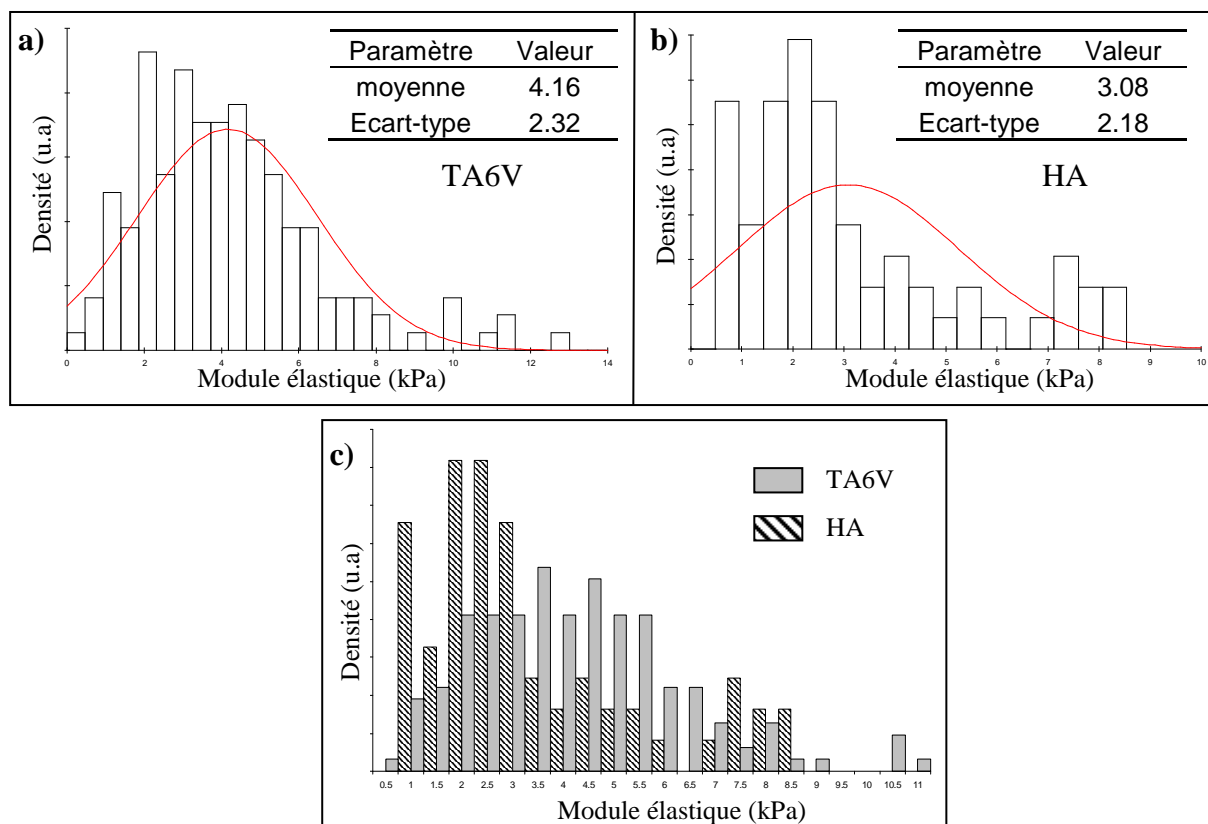 a)
Paramètre Valeur
moyenne 4.16
Ecart-type 2.32
TA6V
Densité (u.a)
0 2 4 6 8 10 12 14
Module élastique (kPa)
b)
Paramètre Valeur
moyenne 3.08
Ecart-type 2.18
HA
Densité (u.a)
0 1 2 3 4 5 6 7 8 9 10
Module élastique (kPa)
c)
TA6V
HA
Densité (u.a)
0.5 1 1.5 2 2.5 3 3.5 4 4.5 5 5.5 6 6.5 7 7.5 8 8.5 9 9.5 10 10.5 11
Module élastique (kPa)